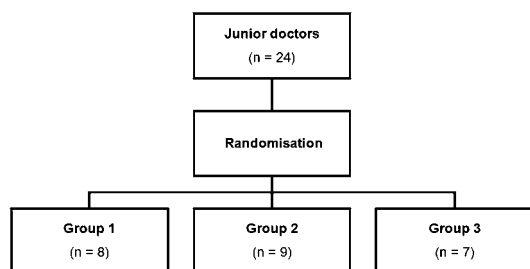 Junior doctors
(n = 24)
Randomisation
Group 1
(n = 8)
Group 2
(n = 9)
Group 3
(n = 7)